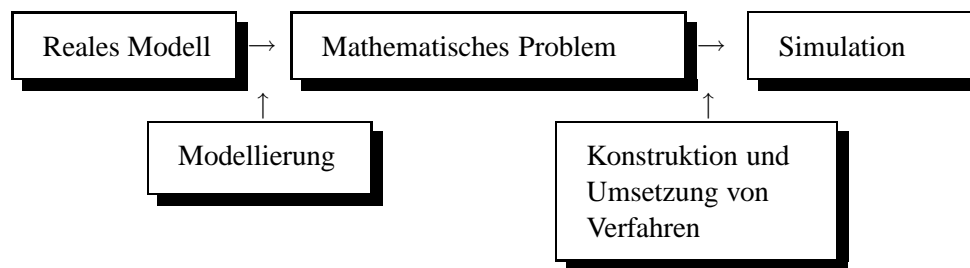 Reales Modell → Mathematisches Problem → Simulation
↑ ↑
Modellierung
Konstruktion und
Umsetzung von
Verfahren